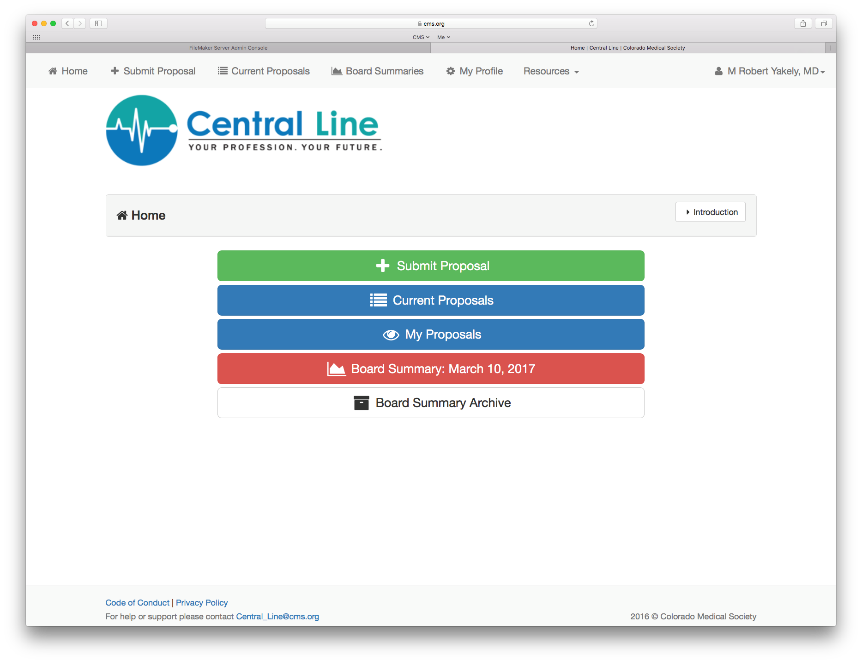 cms.org
CMS Me
FileMaker Server Admin Console Home | Central Line | Colorado Medical Society
Home Submit Proposal Current Proposals Board Summaries My Profile Resources M Robert Yakely, MD
Central Line
YOUR PROFESSION. YOUR FUTURE.
Home Introduction
Submit Proposal
Current Proposals
My Proposals
Board Summary: March 10, 2017
Board Summary Archive
Code of Conduct | Privacy Policy
For help or support please contact Central_Line@cms.org 2016 © Colorado Medical Society